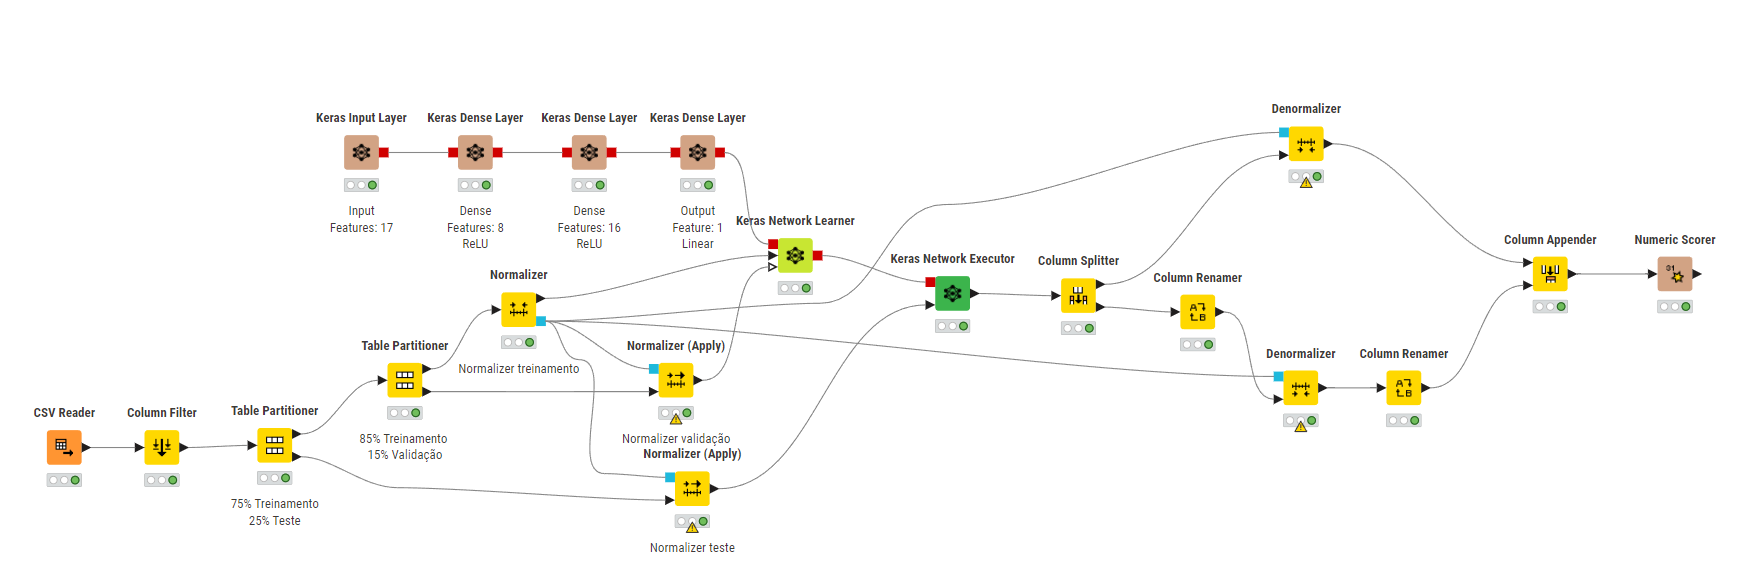 Denormalizer
Keras Input Layer
Keras Dense Layer
Keras Dense Layer
Keras Dense Layer
Input
Features: 17
Dense
Features: 8
ReLU
Dense
Features: 16
ReLU
Output
Feature: 1
Linear
Keras Network Learner
Column Appender
Numeric Scorer
Keras Network Executor
Column Splitter
Column Renamer
Normalizer
Normalizer treinamento
Table Partitioner
85% Treinamento
15% Validação
Normalizer (Apply)
Normalizer validação
Denormalizer
Column Renamer
CSV Reader
Column Filter
Table Partitioner
75% Treinamento
25% Teste
Normalizer (Apply)
Normalizer teste